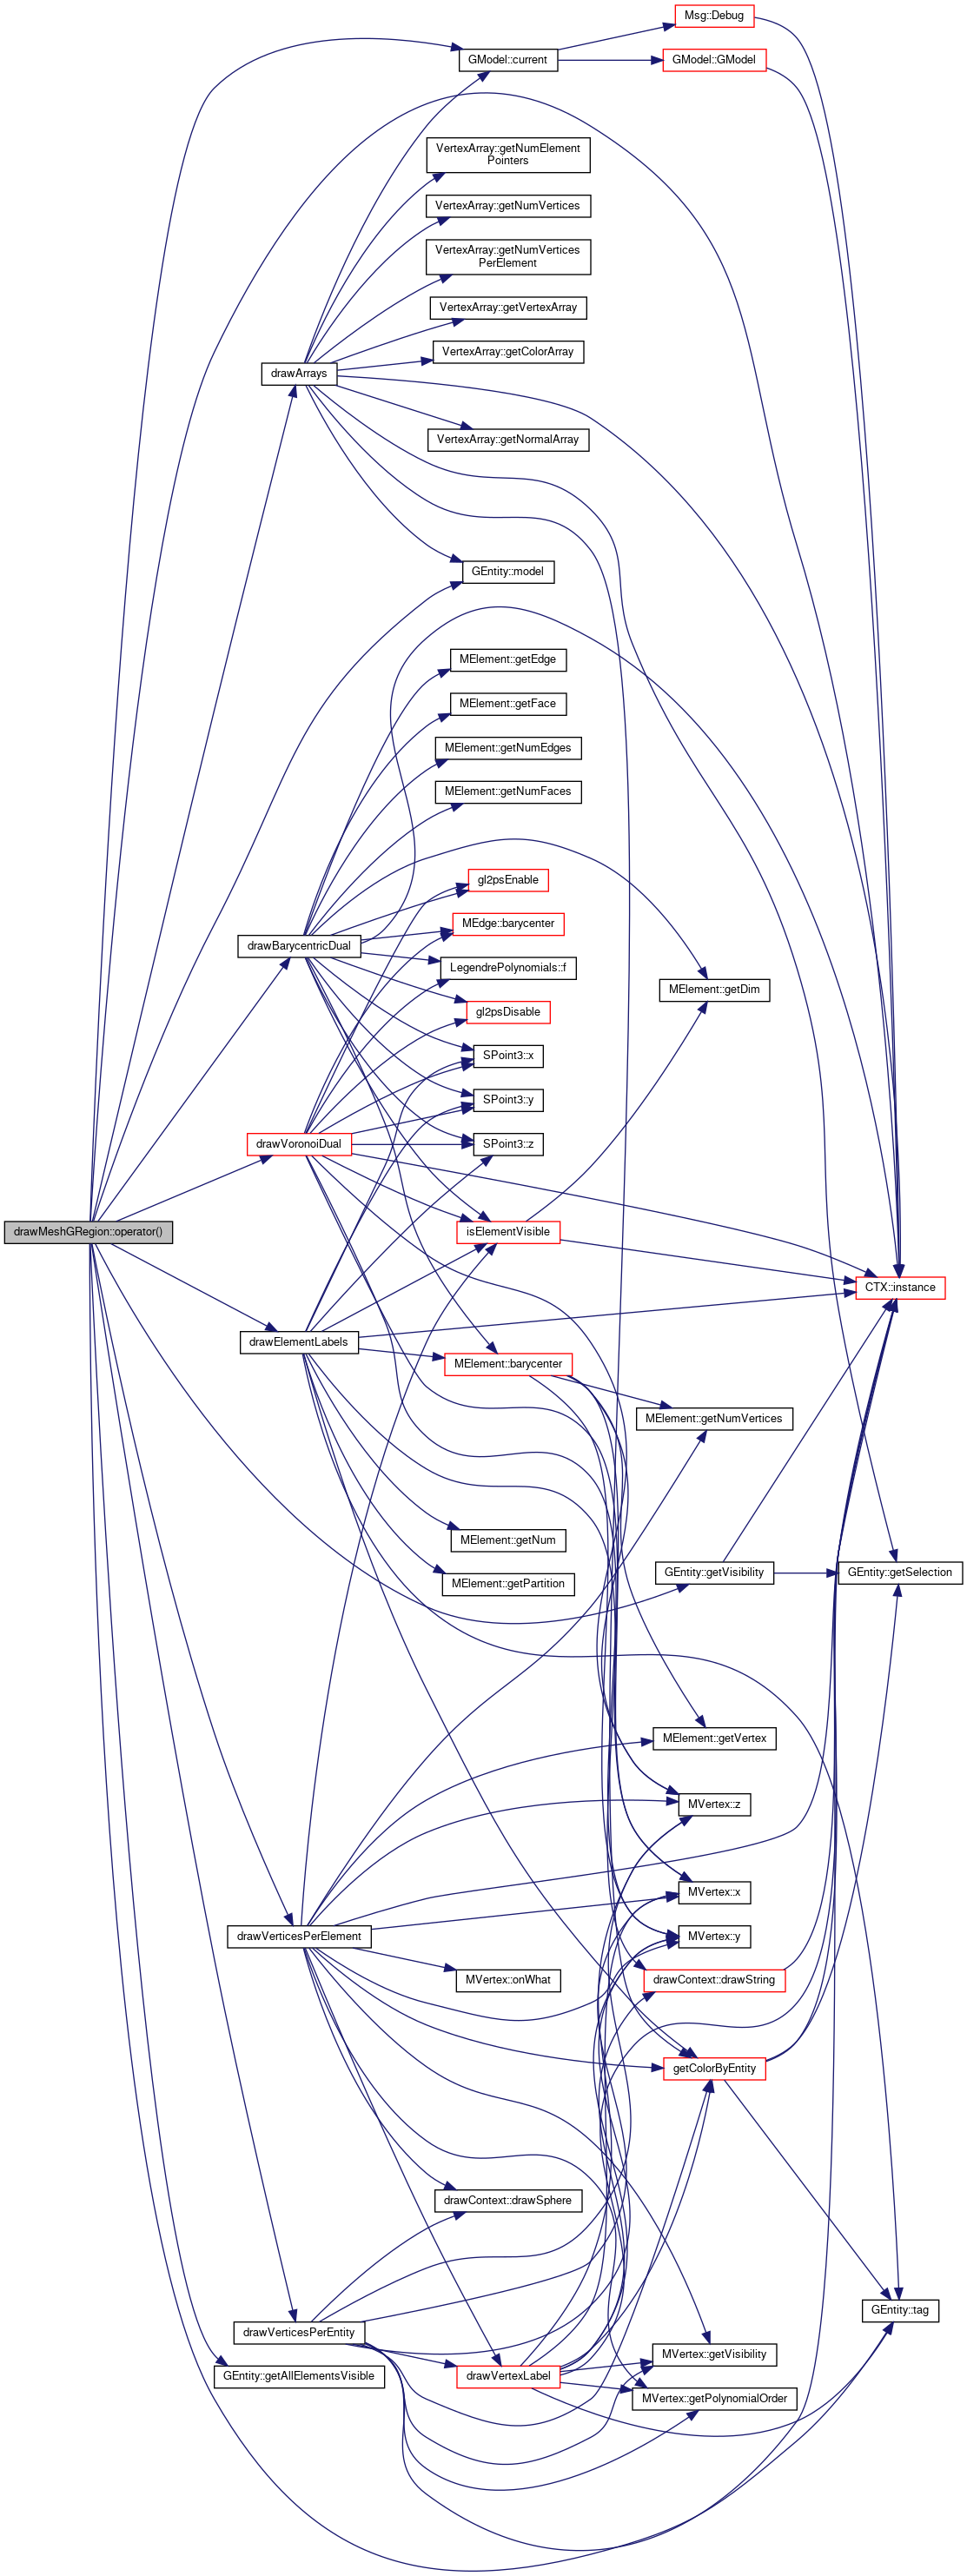 Msg::Debug
GModel::current
GModel::GModel
VertexArray::getNumElement
Pointers
VertexArray::getNumVertices
VertexArray::getNumVertices
PerElement
VertexArray::getVertexArray
VertexArray::getColorArray
drawArrays
VertexArray::getNormalArray
GEntity::model
MElement::getEdge
MElement::getFace
MElement::getNumEdges
MElement::getNumFaces
gl2psEnable
MEdge::barycenter
drawBarycentricDual
LegendrePolynomials::f
MElement::getDim
gl2psDisable
SPoint3::x
SPoint3::y
drawVoronoiDual
SPoint3::z
drawMeshGRegion::operator()
isElementVisible
CTX::instance
drawElementLabels
MElement::barycenter
MElement::getNumVertices
MElement::getNum
GEntity::getVisibility
GEntity::getSelection
MElement::getPartition
MElement::getVertex
MVertex::z
MVertex::x
drawVerticesPerElement
MVertex::y
MVertex::onWhat
drawContext::drawString
getColorByEntity
drawContext::drawSphere
GEntity::tag
drawVerticesPerEntity
MVertex::getVisibility
GEntity::getAllElementsVisible
drawVertexLabel
MVertex::getPolynomialOrder